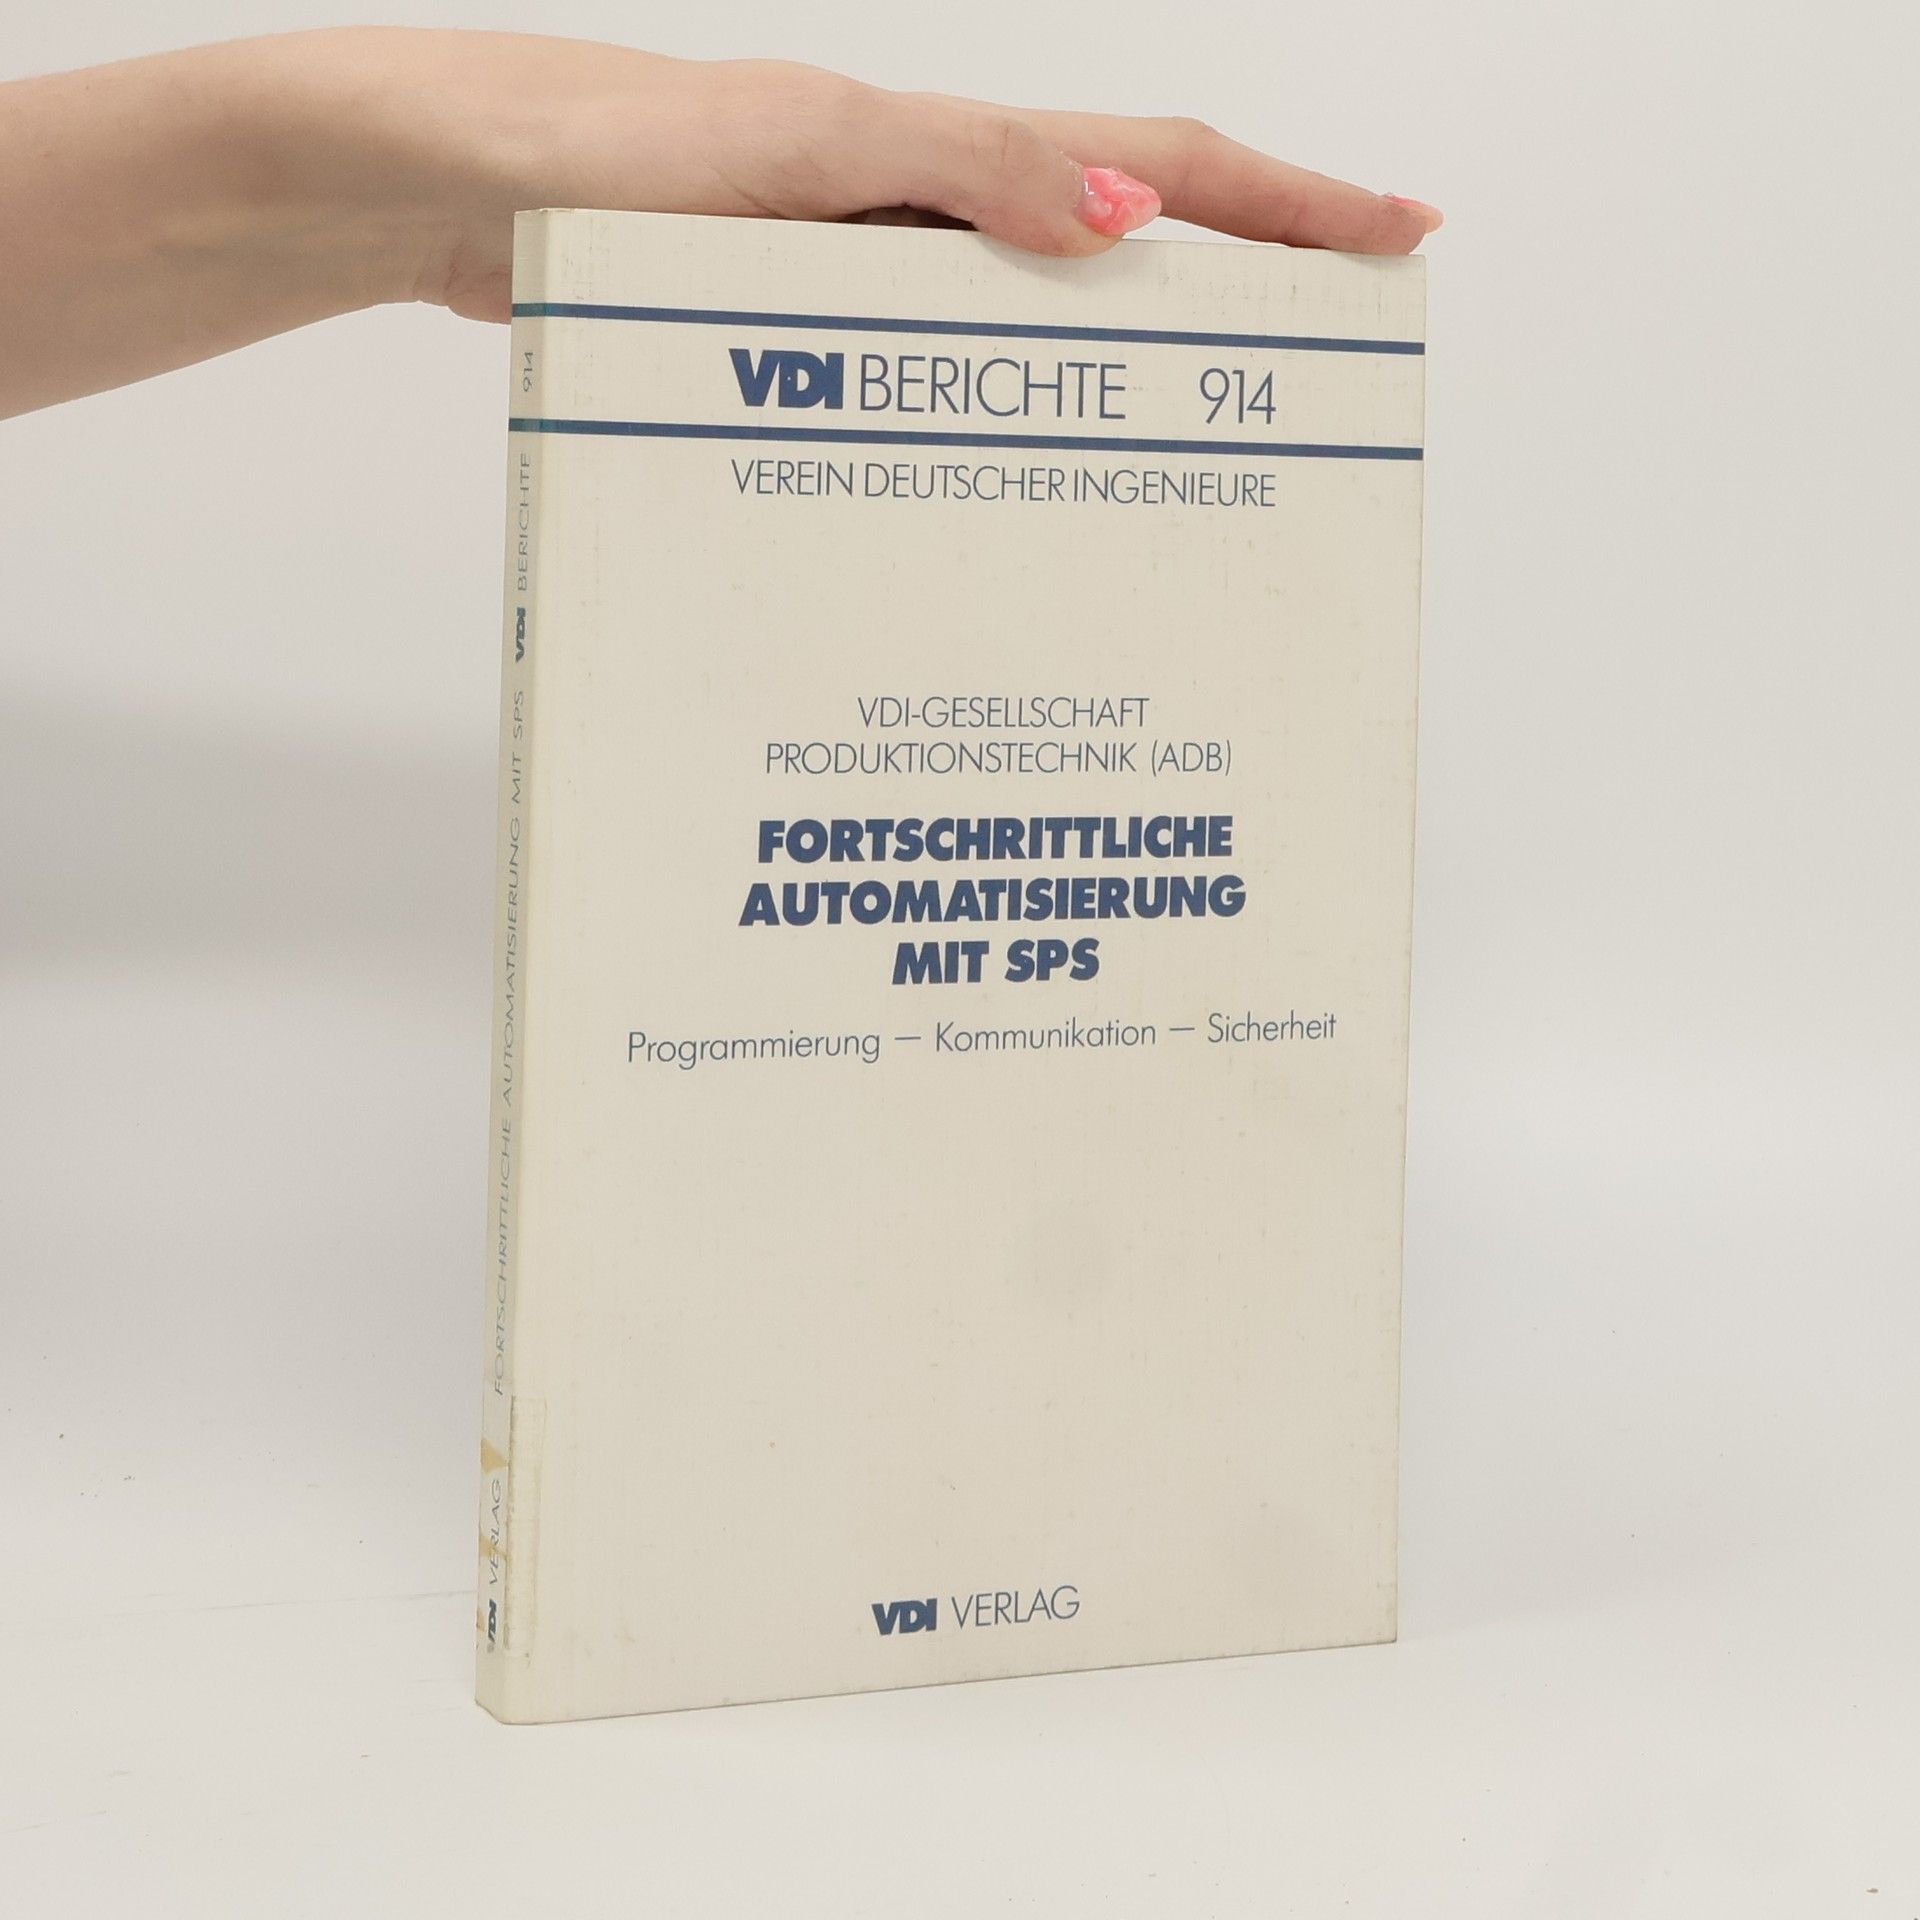 VDI BERICHTE 914
VEREIN DEUTSCHER INGENIEURE
VDI-GESELLSCHAFT
PRODUKTIONSTECHNIK (ADB)
FORTSCHRITTLICHE
AUTOMATISIERUNG
MIT SPS
Programmierung – Kommunikation – Sicherheit
VDI VERLAG
VDI VERLAG FORTSCHRITTLICHE AUTOMATISIERUNG MIT SPS VDI BERICHTE 914